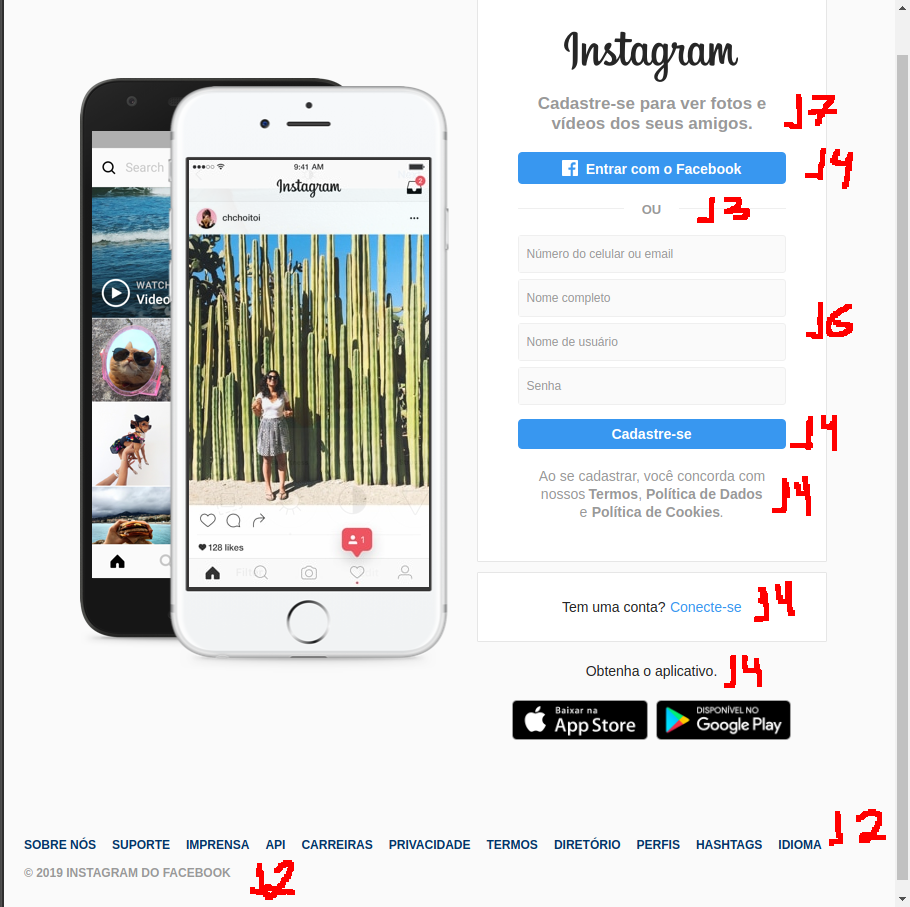 Instagram
Cadastre-se para ver fotos e
vídeos dos seus amigos.
17
Entrar com o Facebook
14
OU
13
Número do celular ou email
Nome completo
Nome de usuário
Senha
16
Cadastre-se
14
Ao se cadastrar, você concorda com
nossos Termos, Política de Dados
e Política de Cookies.
14
Tem uma conta? Conecte-se
14
Obtenha o aplicativo.
14
Baixar na
App Store
DISPONÍVEL NO
Google Play
Search
WATCH
Video
9:41 AM
Instagram
2
chchoitoi
128 likes
1
SOBRE NÓS SUPORTE IMPRENSA API CARREIRAS PRIVACIDADE TERMOS DIRETÓRIO PERFIS HASHTAGS IDIOMA
12
© 2019 INSTAGRAM DO FACEBOOK
12